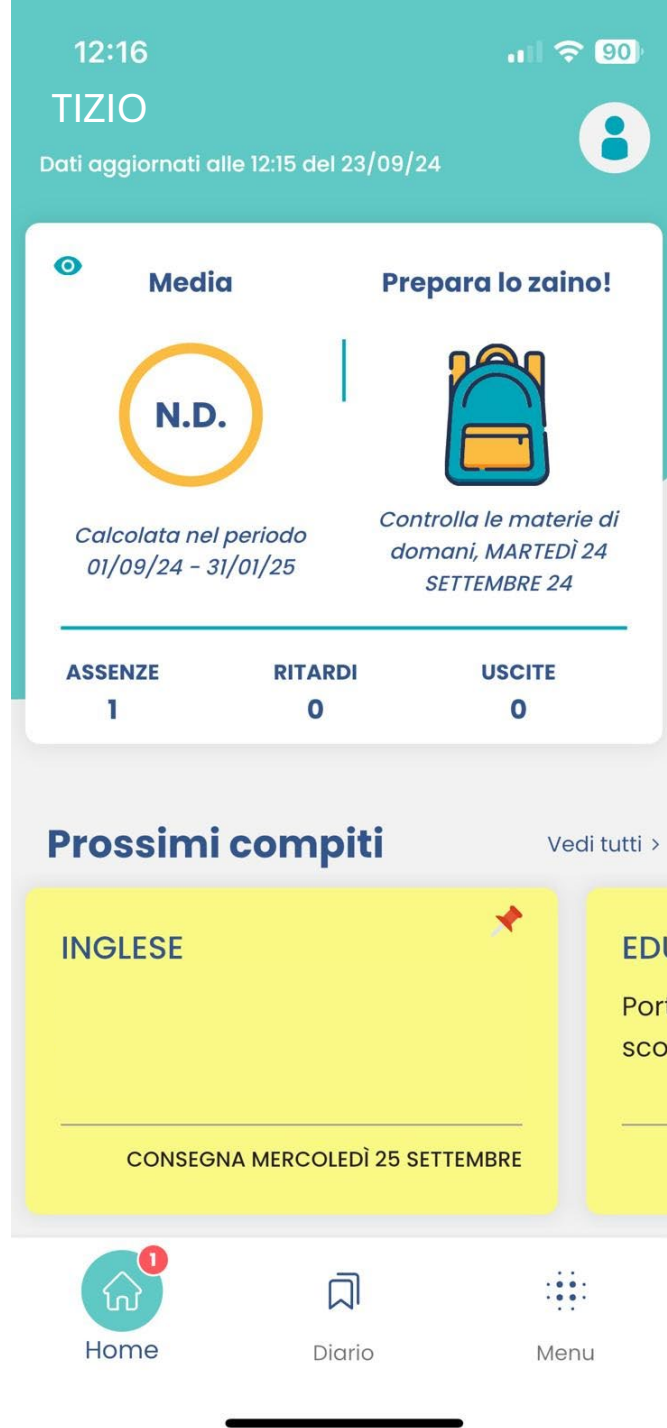 12:16
90
TIZIO
Dati aggiornati alle 12:15 del 23/09/24
Media
Prepara lo zaino!
N.D.
Calcolata nel periodo
01/09/24 - 31/01/25
Controlla le materie di
domani, MARTEDÌ 24
SETTEMBRE 24
ASSENZE
RITARDI
USCITE
1
0
0
Prossimi compiti
Vedi tutti >
INGLESE
CONSEGNA MERCOLEDÌ 25 SETTEMBRE
1
Home
Diario
Menu